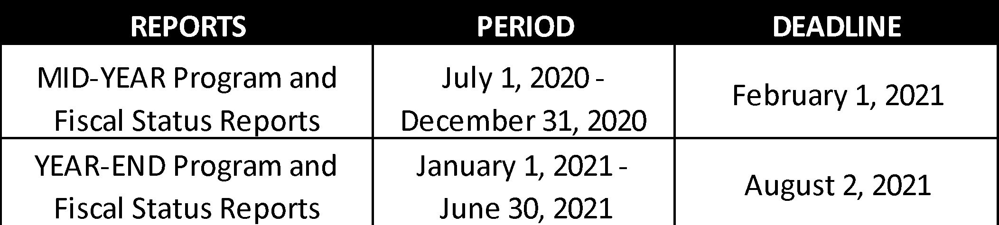 REPORTS PERIOD DEADLINE
MID-YEAR Program and
Fiscal Status Reports
July 1, 2020 -
December 31, 2020
February 1, 2021
YEAR-END Program and
Fiscal Status Reports
January 1, 2021 -
June 30, 2021
August 2, 2021